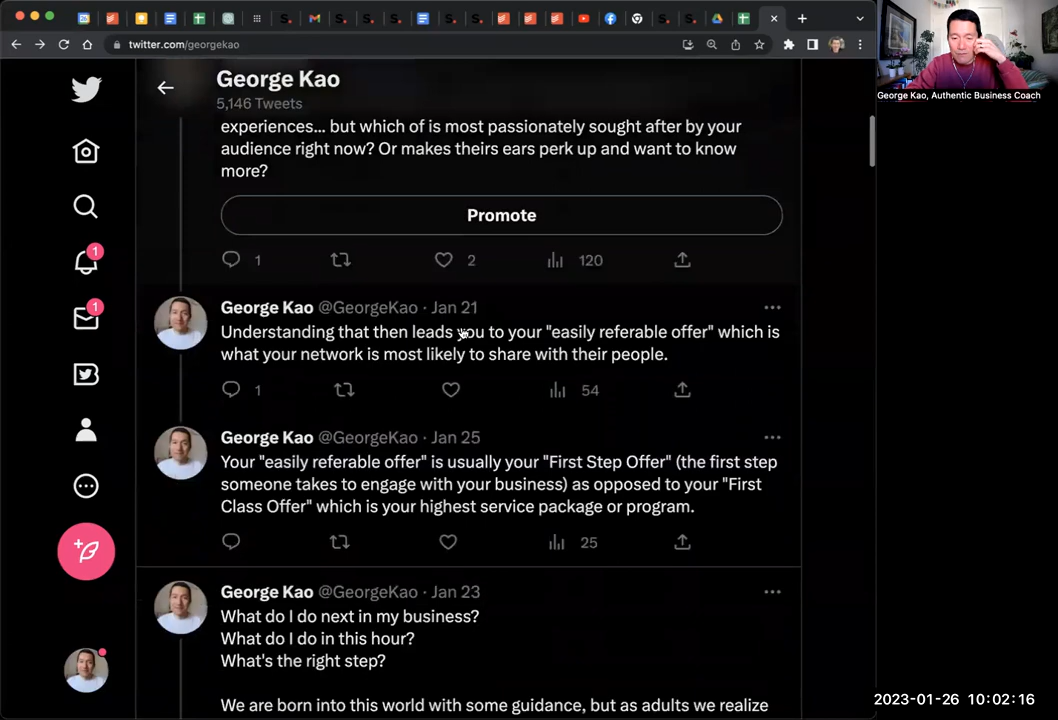 twitter.com/georgekao
George Kao, Authentic Business Coach
George Kao
5,146 Tweets
experiences... but which of is most passionately sought after by your
audience right now? Or makes theirs ears perk up and want to know
more?
Promote
1
2
120
1
1
George Kao @GeorgeKao · Jan 21
Understanding that then leads you to your "easily referable offer" which is
what your network is most likely to share with their people.
1
54
George Kao @GeorgeKao · Jan 25
Your "easily referable offer" is usually your "First Step Offer" (the first step
someone takes to engage with your business) as opposed to your "First
Class Offer" which is your highest service package or program.
25
George Kao @GeorgeKao · Jan 23
What do I do next in my business?
What do I do in this hour?
What's the right step?
We are born into this world with some guidance, but as adults we realize
2023-01-26 10:02:16